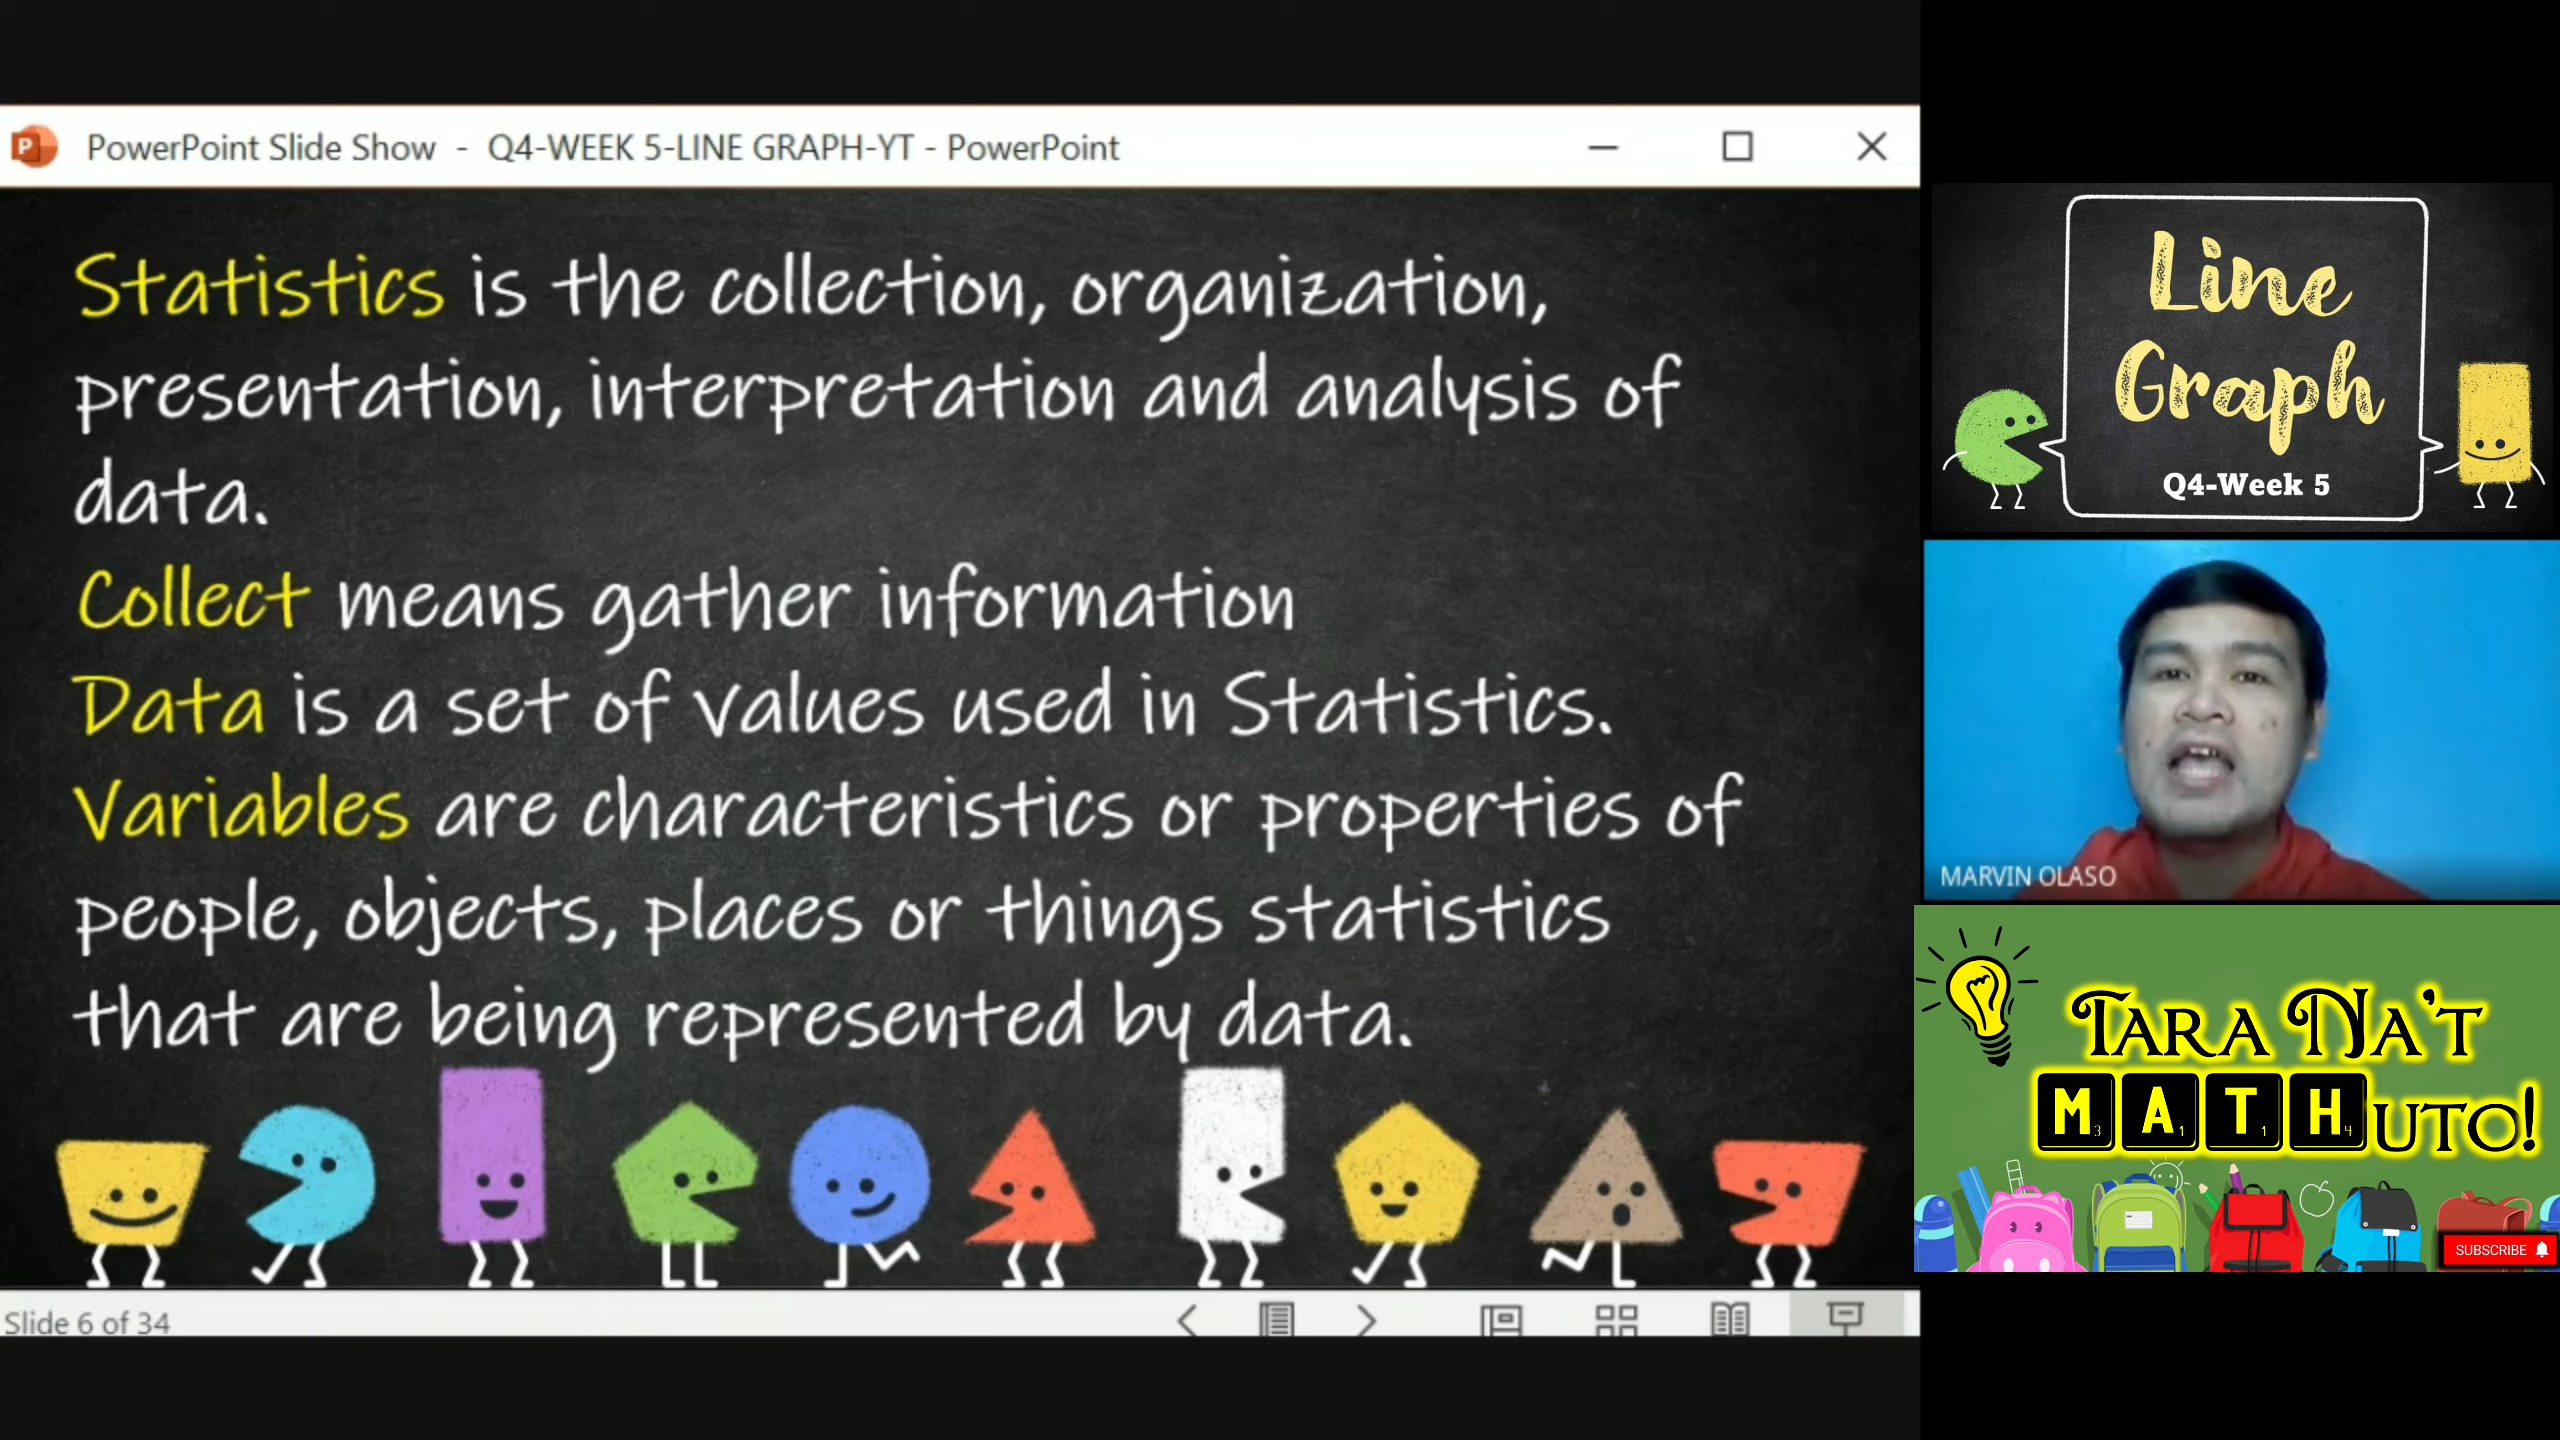 PowerPoint Slide Show - Q4-WEEK 5-LINE GRAPH-YT - PowerPoint
Statistics is the collection, organization,
presentation, interpretation and analysis of
data.
Collect means gather information
Data is a set of values used in Statistics.
Variables are characteristics or properties of
people, objects, places or things statistics
that are being represented by data.
Slide 6 of 34
Line
Graph
Q4-Week 5
MARVIN OLASO
TARA NA'T
MATHUTO!
SUBSCRIBE